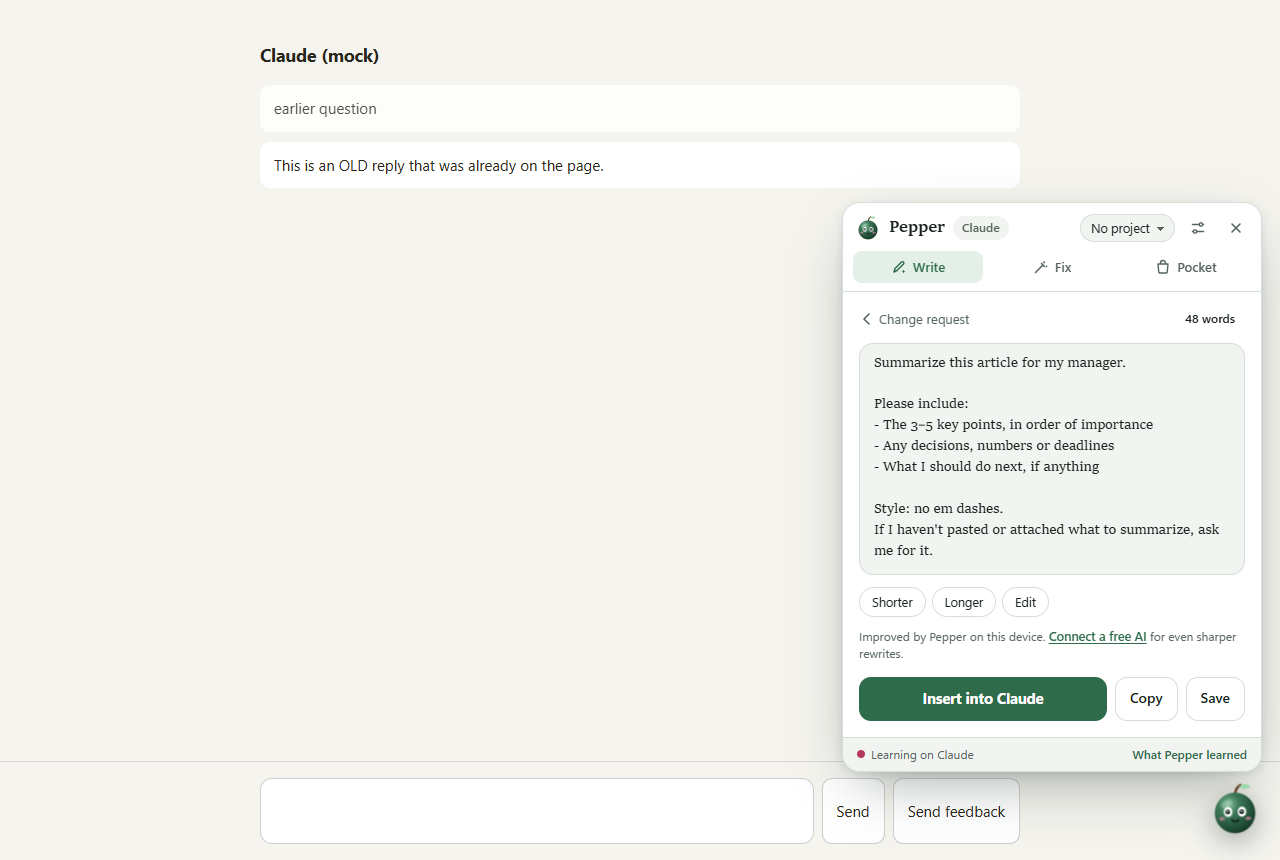 Claude (mock)
earlier question
This is an OLD reply that was already on the page.
Pepper
Claude
No project
Write
Fix
Pocket
Change request
48 words
Summarize this article for my manager.
Please include:
- The 3–5 key points, in order of importance
- Any decisions, numbers or deadlines
- What I should do next, if anything
Style: no em dashes.
If I haven't pasted or attached what to summarize, ask
me for it.
Shorter
Longer
Edit
Improved by Pepper on this device. Connect a free AI for even sharper
rewrites.
Insert into Claude
Copy
Save
Learning on Claude
What Pepper learned
Send
Send feedback